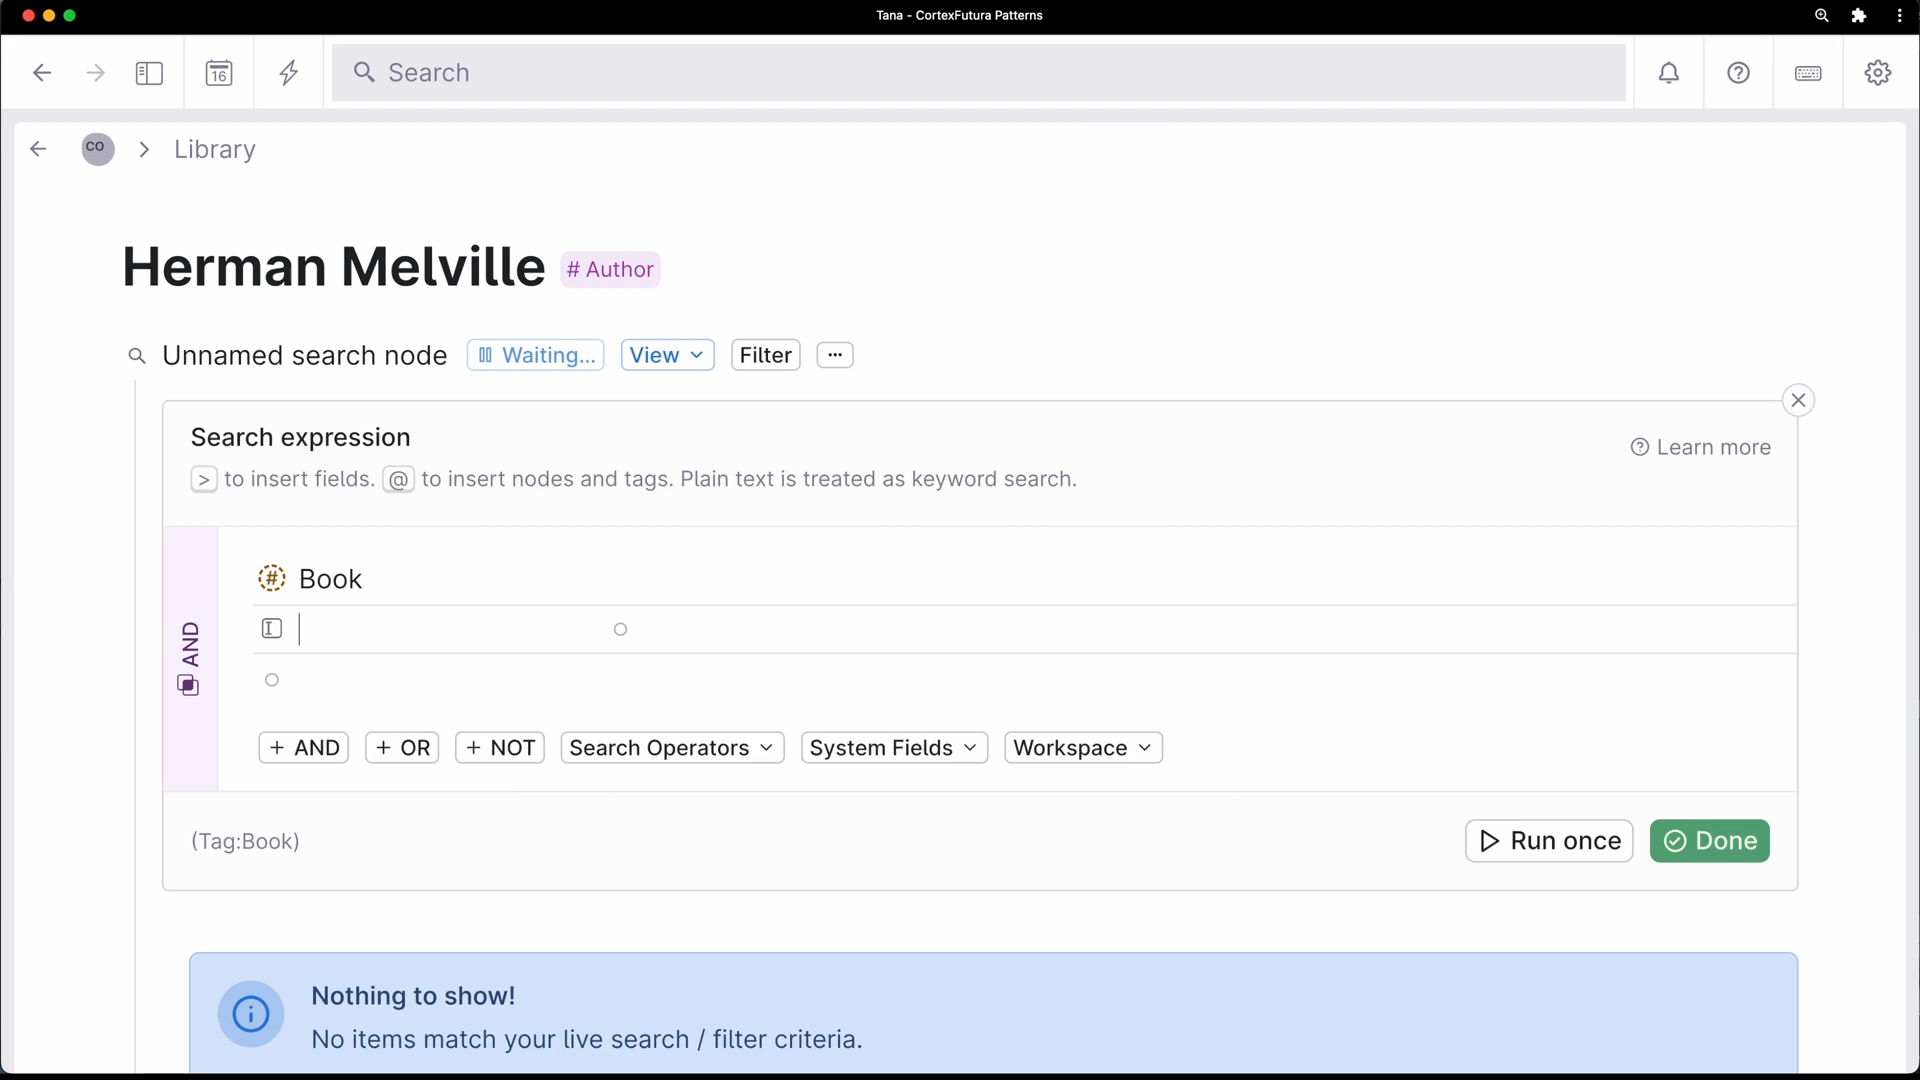 Tana - CortexFutura Patterns
16
Search
CO
Library
Herman Melville # Author
Unnamed search node Waiting... View Filter ...
Search expression
Learn more
> to insert fields. @ to insert nodes and tags. Plain text is treated as keyword search.
# Book
AND
+ AND + OR + NOT Search Operators System Fields Workspace
(Tag:Book)
Run once Done
Nothing to show!
No items match your live search / filter criteria.